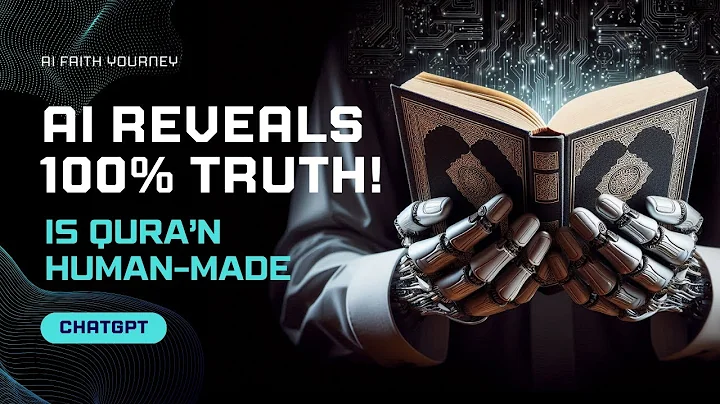 AI FAITH YOURNEY
AI REVEALS
100% TRUTH!
IS QURA'N
HUMAN-MADE
CHATGPT